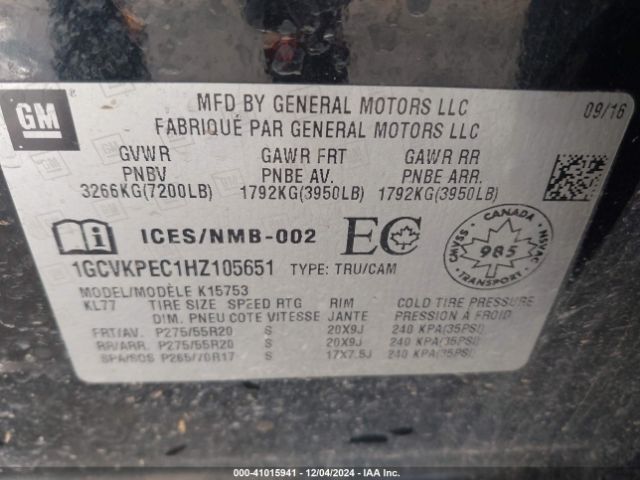 GM
MFD BY GENERAL MOTORS LLC
09/16
FABRIQUÉ PAR GENERAL MOTORS LLC
GVWR GAWR FRT GAWR RR
PNBV PNBE AV. PNBE ARR.
3266KG(7200LB) 1792KG(3950LB) 1792KG(3950LB)
ICES/NMB-002 EC
CANADA CMVSS 985 NSVAC
1GCVKPEC1HZ105651 TYPE: TRU/CAM
MODEL/MODÈLE K15753
KL77 TIRE SIZE SPEED RTG RIM COLD TIRE PRESSURE
DIM. PNEU COTE VITESSE JANTE PRESSION À FROID
FRT/AV. P275/55R20 S 20X9J 240 KPA(35PSI)
RR/ARR. P275/55R20 S 20X9J 240 KPA(35PSI)
SPA/SOS P265/70R17 S 17X7.5J 240 KPA(35PSI)
000-41015941 - 12/04/2024 - IAA Inc.